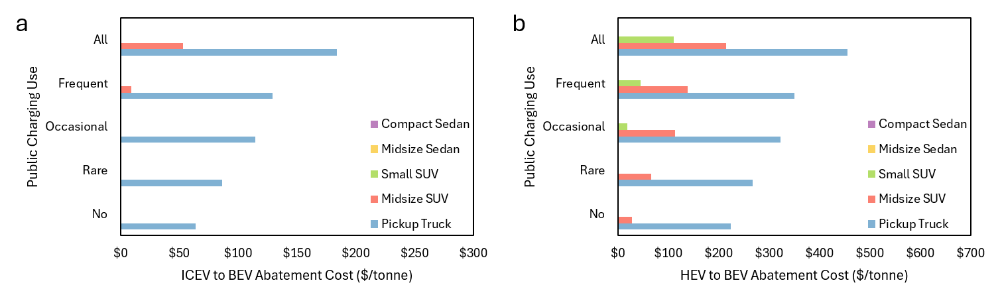 a
Public Charging Use
All
Frequent
Occasional
Rare
No
Compact Sedan
Midsize Sedan
Small SUV
Midsize SUV
Pickup Truck
$0 $50 $100 $150 $200 $250 $300
ICEV to BEV Abatement Cost ($/tonne)
b
Public Charging Use
All
Frequent
Occasional
Rare
No
Compact Sedan
Midsize Sedan
Small SUV
Midsize SUV
Pickup Truck
$0 $100 $200 $300 $400 $500 $600 $700
HEV to BEV Abatement Cost ($/tonne)